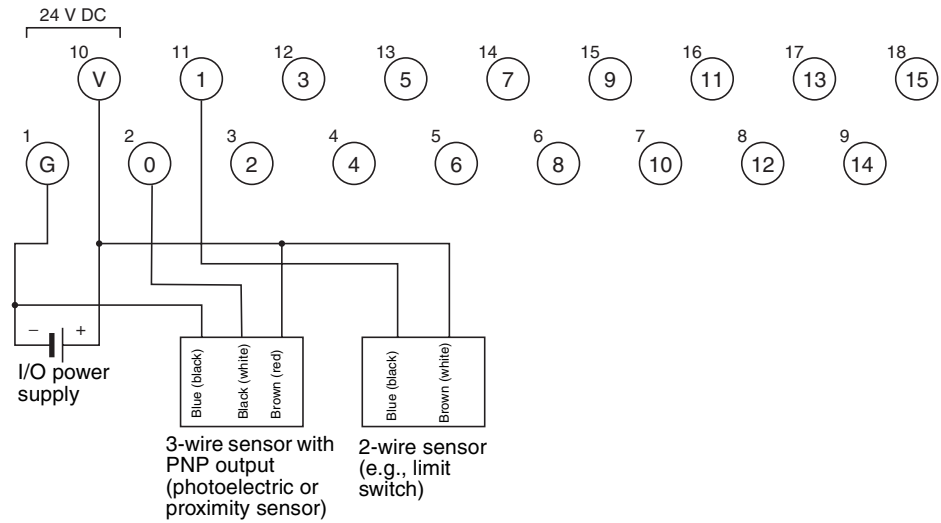 24 V DC
10 11 12 13 14 15 16 17 18
V 1 3 5 7 9 11 13 15
1 2 3 4 5 6 7 8 9
G 0 2 4 6 8 10 12 14
– +
I/O power
supply
Blue (black)
Black (white)
Brown (red)
3-wire sensor with
PNP output
(photoelectric or
proximity sensor)
Blue (black)
Brown (white)
2-wire sensor
(e.g., limit
switch)